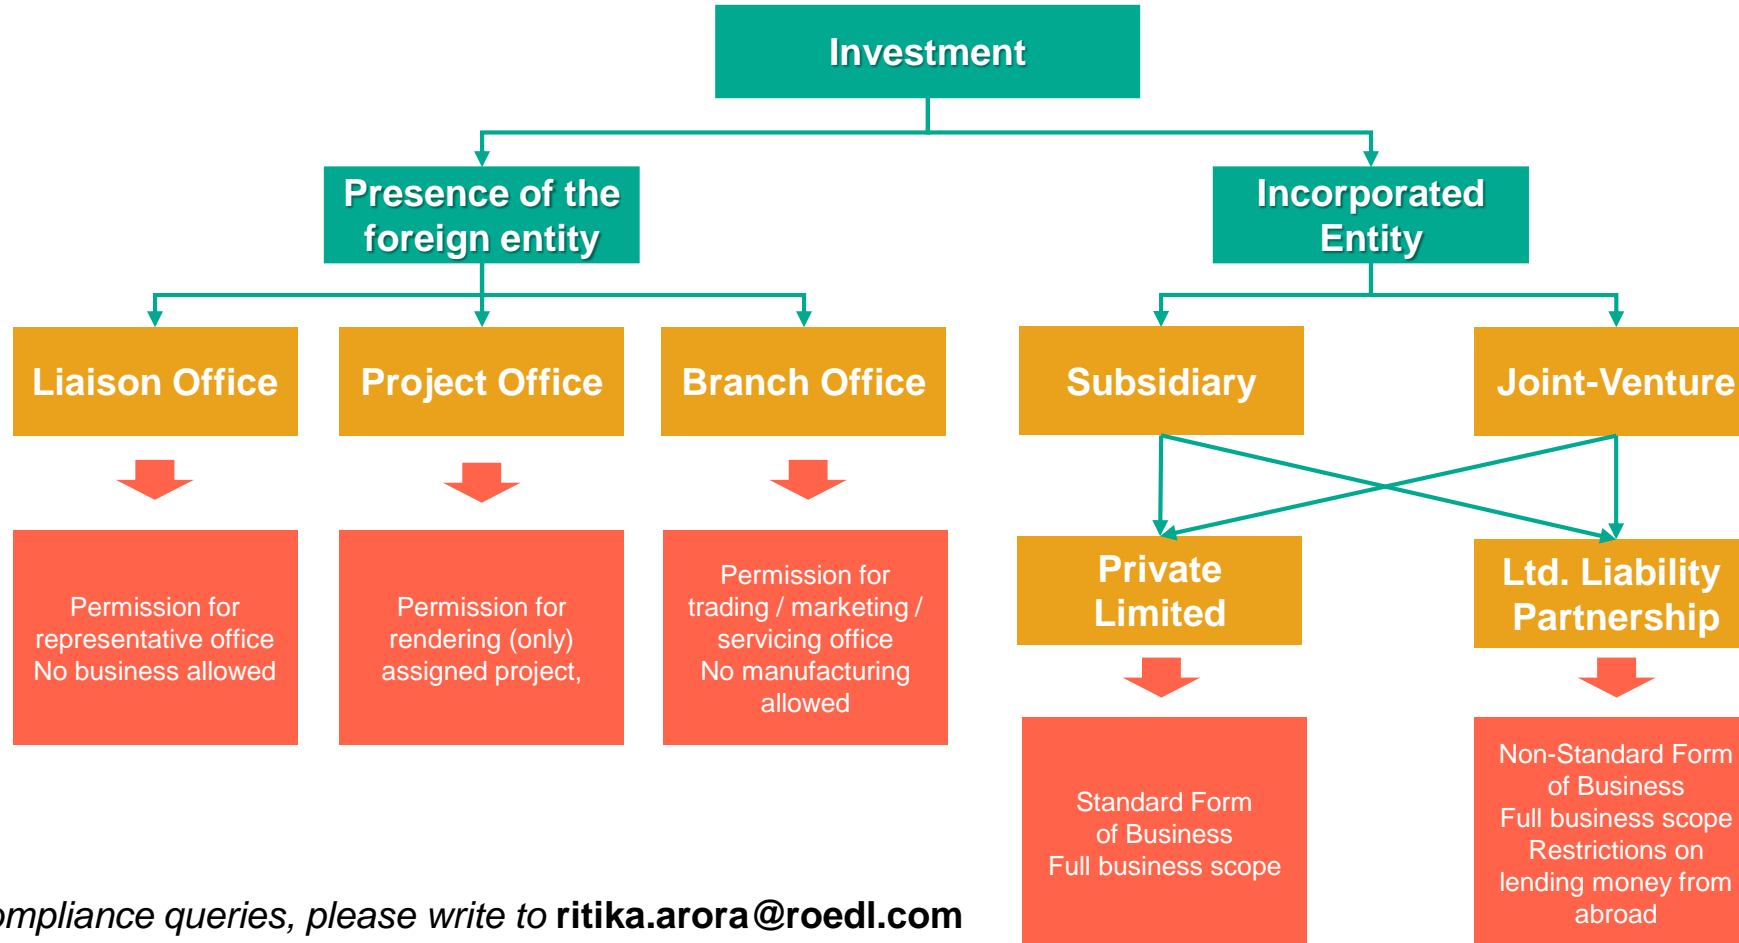 Investment
Presence of the
foreign entity
Incorporated
Entity
Liaison Office
Project Office
Branch Office
Subsidiary
Joint-Venture
Permission for
representative office
No business allowed
Permission for
rendering (only)
assigned project,
Permission for
trading / marketing /
servicing office
No manufacturing
allowed
Private
Limited
Ltd. Liability
Partnership
Standard Form
of Business
Full business scope
Non-Standard Form
of Business
Full business scope
Restrictions on
lending money from
abroad
ompliance queries, please write to ritika.arora@roedl.com